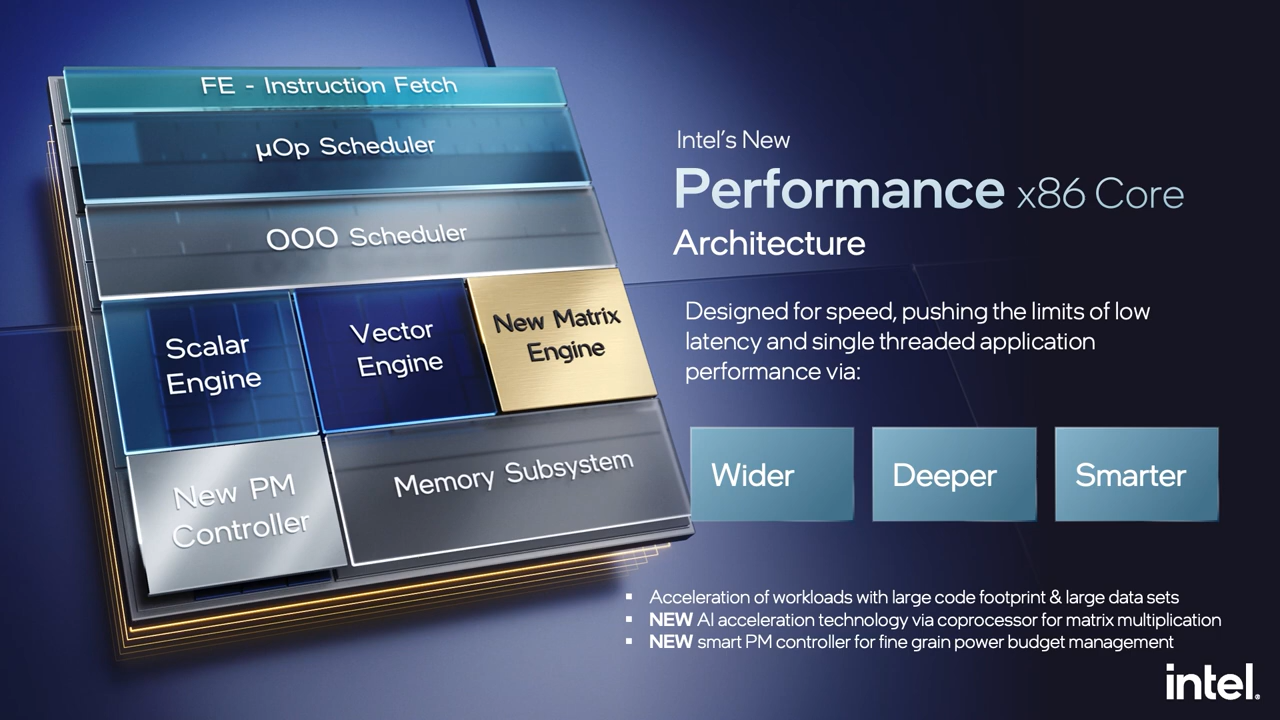 FE - Instruction Fetch
µOp Scheduler
OOO Scheduler
Scalar
Engine
Vector
Engine
New Matrix
Engine
New PM
Controller
Memory Subsystem
Intel's New
Performance x86 Core
Architecture
Designed for speed, pushing the limits of low
latency and single threaded application
performance via:
Wider
Deeper
Smarter
▪ Acceleration of workloads with large code footprint & large data sets
▪ NEW AI acceleration technology via coprocessor for matrix multiplication
▪ NEW smart PM controller for fine grain power budget management
intel.